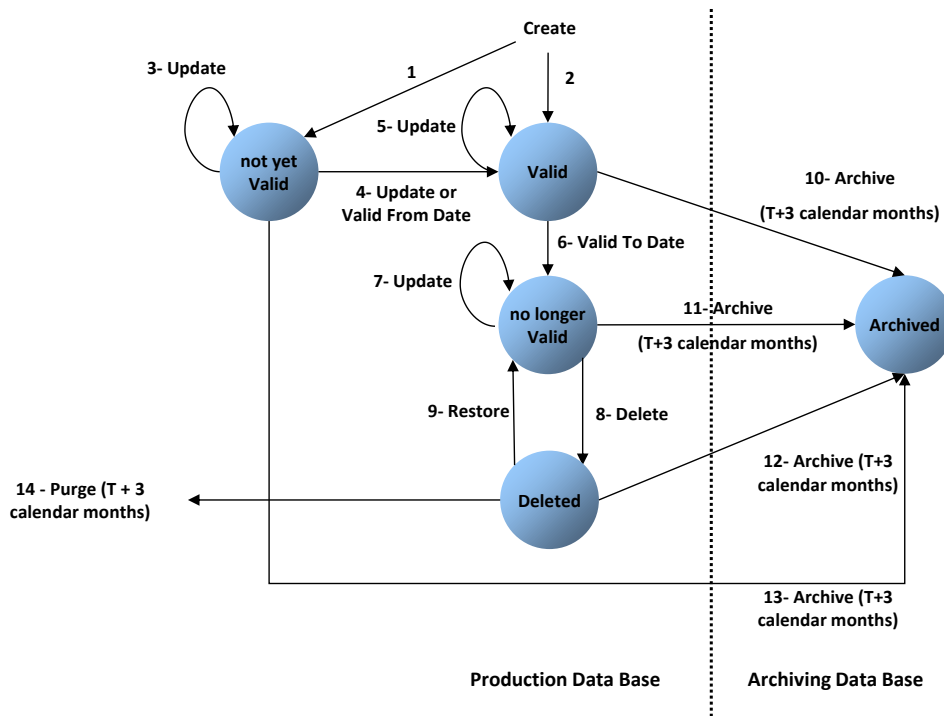 Create
3- Update
1
2
5- Update
not yet
Valid
Valid
10- Archive
(T+3 calendar months)
4- Update or
Valid From Date
6- Valid To Date
7- Update
no longer
Valid
11- Archive
(T+3 calendar months)
Archived
9- Restore
8- Delete
12- Archive (T+3
calendar months)
14 - Purge (T + 3
calendar months)
Deleted
13- Archive (T+3
calendar months)
Production Data Base
Archiving Data Base